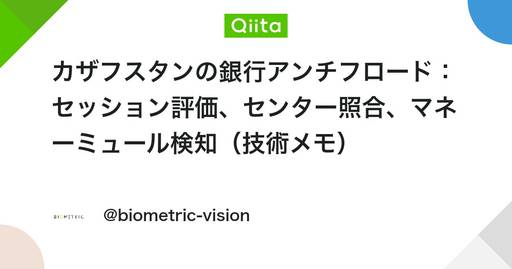 Qiita
カザフスタンの銀行アンチフロード：
セッション評価、センター照合、マネ
ーミュール検知（技術メモ）
BIOMETRIC
@biometric-vision